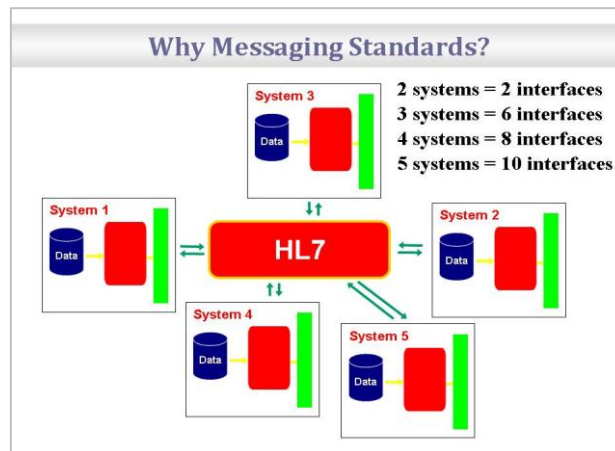 Why Messaging Standards?
2 systems = 2 interfaces
3 systems = 6 interfaces
4 systems = 8 interfaces
5 systems = 10 interfaces
System 3
Data
System 1
Data
HL7
System 2
Data
System 4
Data
System 5
Data